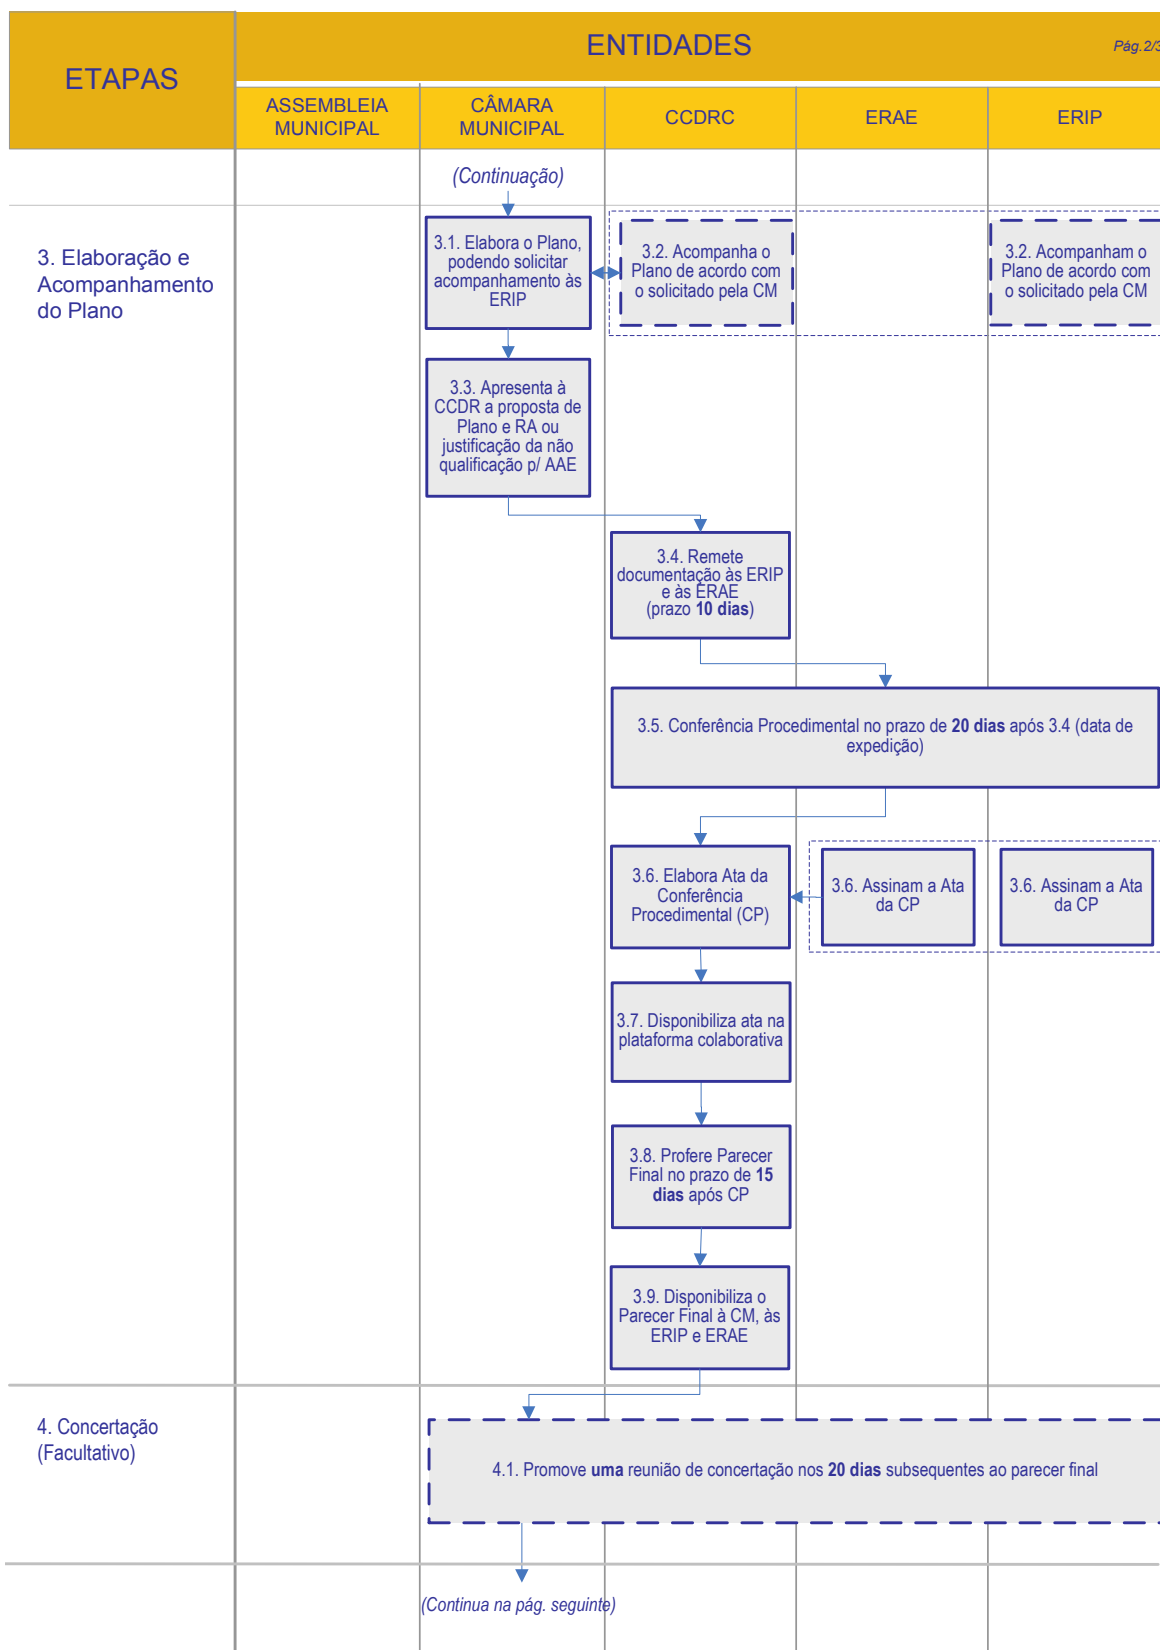 ETAPAS
ENTIDADES
Pág.2/3
ASSEMBLEIA
MUNICIPAL
CÂMARA
MUNICIPAL
CCDRC
ERAE
ERIP
(Continuação)
3. Elaboração e
Acompanhamento
do Plano
3.1. Elabora o Plano,
podendo solicitar
acompanhamento às
ERIP
3.2. Acompanha o
Plano de acordo com
o solicitado pela CM
3.2. Acompanham o
Plano de acordo com
o solicitado pela CM
3.3. Apresenta à
CCDR a proposta de
Plano e RA ou
justificação da não
qualificação p/ AAE
3.4. Remete
documentação às ERIP
e às ERAE
(prazo 10 dias)
3.5. Conferência Procedimental no prazo de 20 dias após 3.4 (data de
expedição)
3.6. Elabora Ata da
Conferência
Procedimental (CP)
3.6. Assinam a Ata
da CP
3.6. Assinam a Ata
da CP
3.7. Disponibiliza ata na
plataforma colaborativa
3.8. Profere Parecer
Final no prazo de 15
dias após CP
3.9. Disponibiliza o
Parecer Final à CM, às
ERIP e ERAE
4. Concertação
(Facultativo)
4.1. Promove uma reunião de concertação nos 20 dias subsequentes ao parecer final
(Continua na pág. seguinte)